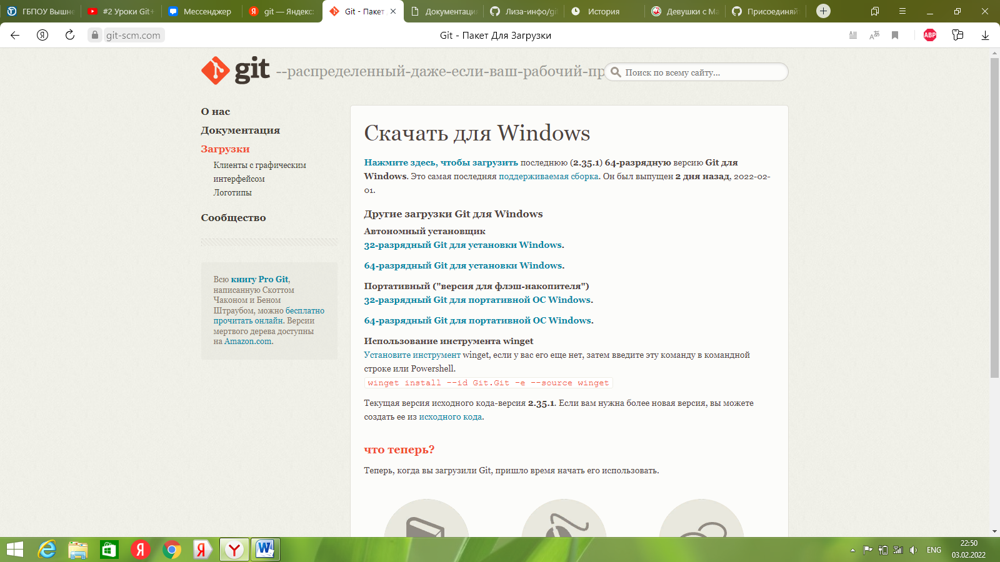 ГБПОУ Вышне
#2 Уроки Git+
Мессенджер
git — Яндекс:
Git - Пакет
Документаци
Лиза-инфо/gi
История
Девушки с Ма
Присоединяй
git-scm.com
Git - Пакет Для Загрузки
ABP
git --распределенный-даже-если-ваш-рабочий-пр
Поиск по всему сайту...
О нас
Документация
Загрузки
Клиенты с графическим
интерфейсом
Логотипы
Сообщество
Всю книгу Pro Git,
написанную Скоттом
Чаконом и Беном
Штраубом, можно бесплатно
прочитать онлайн. Версии
мертвого дерева доступны
на Amazon.com.
Скачать для Windows
Нажмите здесь, чтобы загрузить последнюю (2.35.1) 64-разрядную версию Git для
Windows. Это самая последняя поддерживаемая сборка. Он был выпущен 2 дня назад, 2022-02-
01.
Другие загрузки Git для Windows
Автономный установщик
32-разрядный Git для установки Windows.
64-разрядный Git для установки Windows.
Портативный ("версия для флэш-накопителя")
32-разрядный Git для портативной ОС Windows.
64-разрядный Git для портативной ОС Windows.
Использование инструмента winget
Установите инструмент winget, если у вас его еще нет, затем введите эту команду в командной
строке или Powershell.
winget install --id Git.Git -e --source winget
Текущая версия исходного кода-версия 2.35.1. Если вам нужна более новая версия, вы можете
создать ее из исходного кода.
что теперь?
Теперь, когда вы загрузили Git, пришло время начать его использовать.
ENG
22:50
03.02.2022